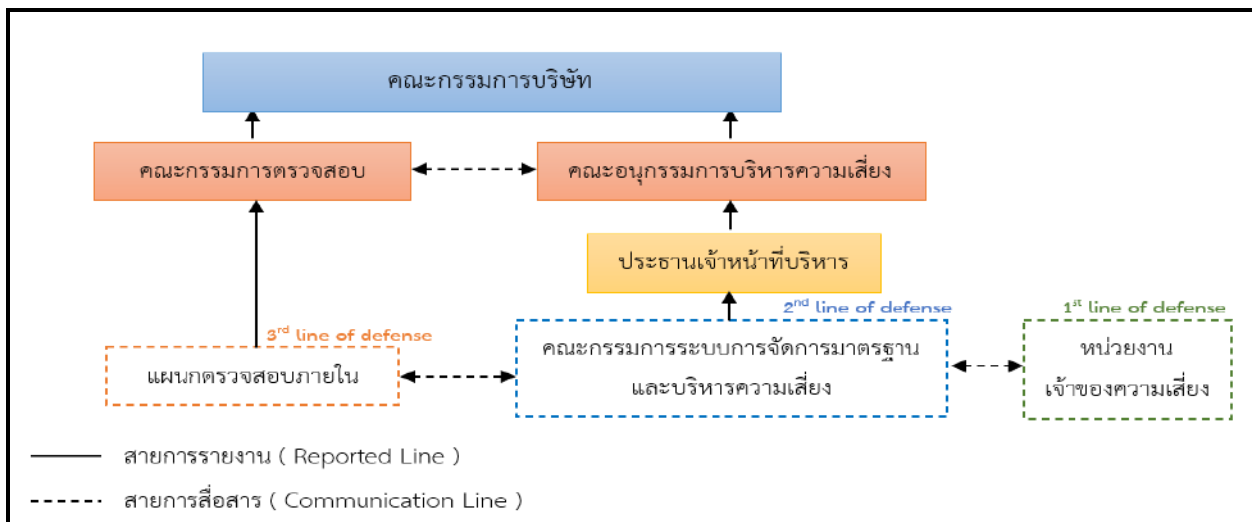 คณะกรรมการบริษัท
คณะกรรมการตรวจสอบ
คณะอนุกรรมการบริหารความเสี่ยง
ประธานเจ้าหน้าที่บริหาร
3rd line of defense
2nd line of defense
1st line of defense
แผนกตรวจสอบภายใน
คณะกรรมการระบบการจัดการมาตรฐาน
และบริหารความเสี่ยง
หน่วยงาน
เจ้าของความเสี่ยง
สายการรายงาน ( Reported Line )
สายการสื่อสาร ( Communication Line )